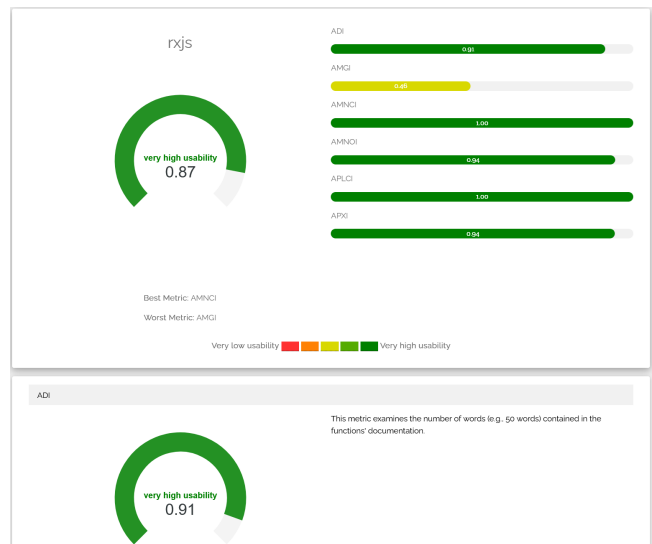 rxjs
very high usability
0.87
Best Metric: AMNCI
Worst Metric: AMGI
ADI
0.91
AMGI
0.46
AMNCI
1.00
AMNOI
0.94
APLCI
1.00
APXI
0.94
Very low usability Very high usability
ADI
very high usability
0.91
This metric examines the number of words (e.g., 50 words) contained in the
functions' documentation.